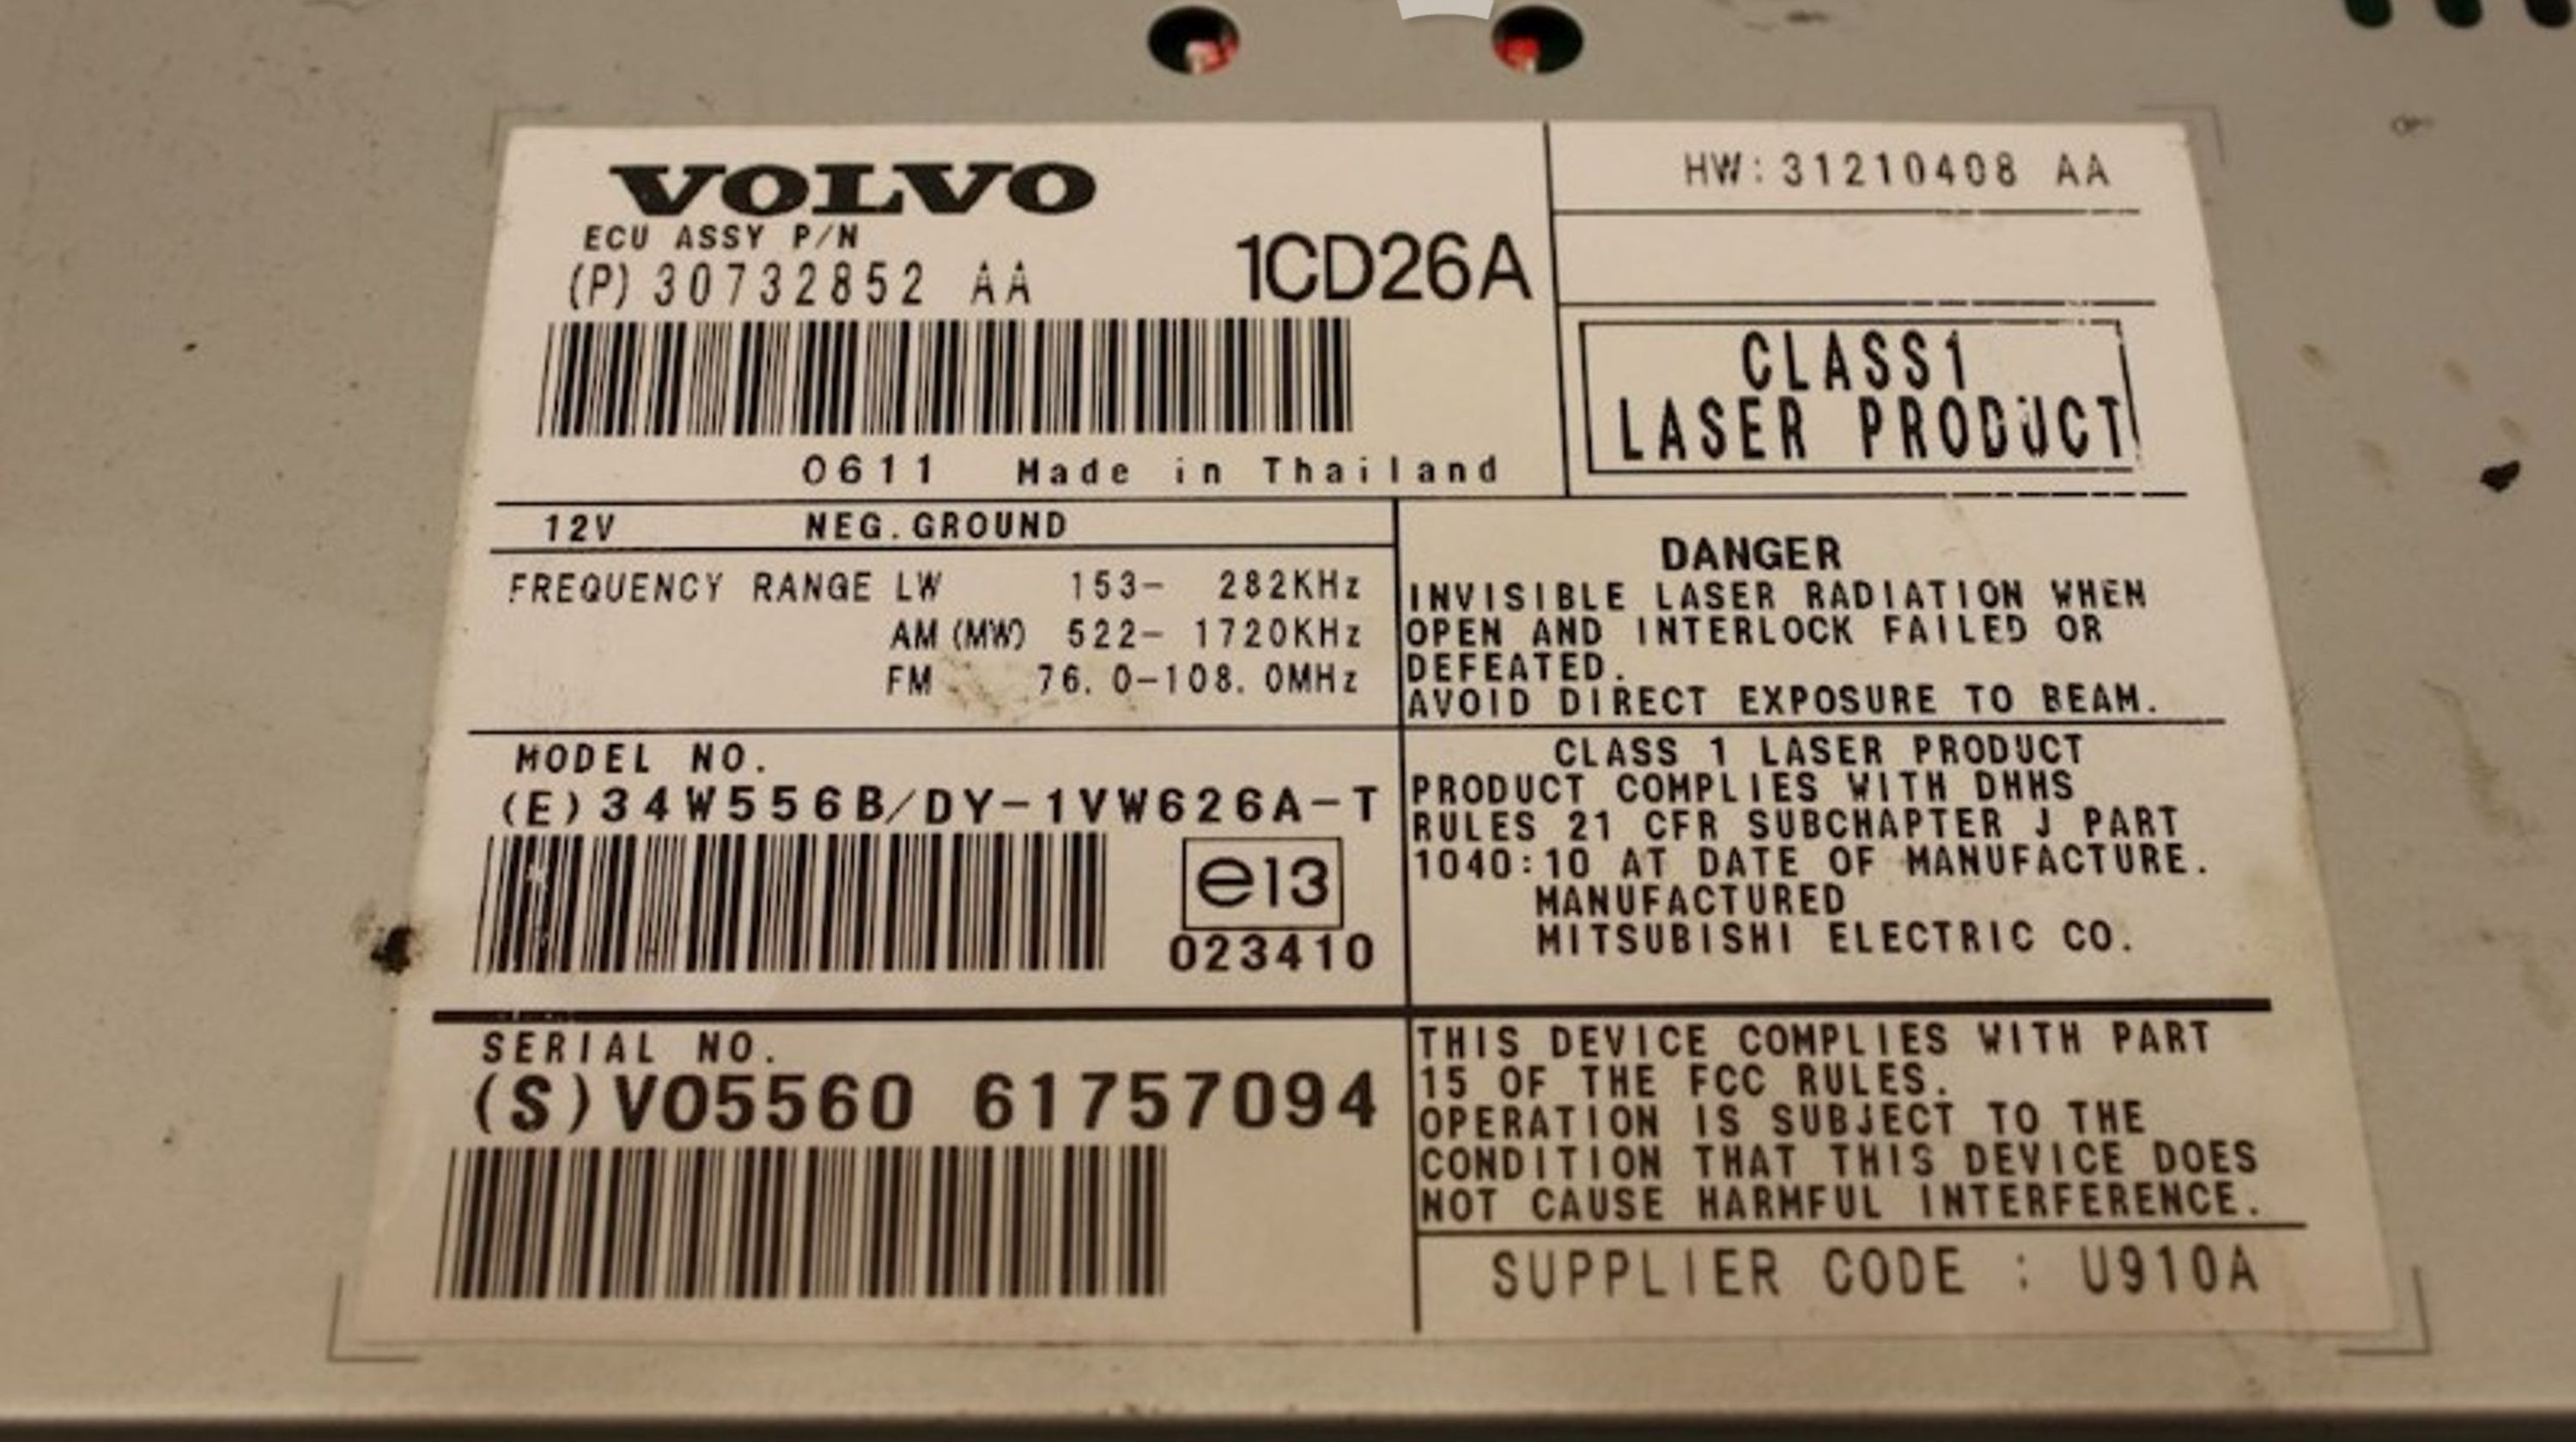 VOLVO
ECU ASSY P/N
(P) 30732852 AA
1CD26A
0611 Made in Thailand
HW:31210408 AA
CLASS1
LASER PRODUCT
12V NEG.GROUND
FREQUENCY RANGE LW 153- 282KHz
AM (MW) 522- 1720KHz
FM 76.0-108.0MHz
DANGER
INVISIBLE LASER RADIATION WHEN
OPEN AND INTERLOCK FAILED OR
DEFEATED.
AVOID DIRECT EXPOSURE TO BEAM.
MODEL NO.
(E)34W556B/DY-1VW626A-T
e13
023410
CLASS 1 LASER PRODUCT
PRODUCT COMPLIES WITH DHHS
RULES 21 CFR SUBCHAPTER J PART
1040:10 AT DATE OF MANUFACTURE.
MANUFACTURED
MITSUBISHI ELECTRIC CO.
SERIAL NO.
(S)VO5560 61757094
THIS DEVICE COMPLIES WITH PART
15 OF THE FCC RULES.
OPERATION IS SUBJECT TO THE
CONDITION THAT THIS DEVICE DOES
NOT CAUSE HARMFUL INTERFERENCE.
SUPPLIER CODE : U910A